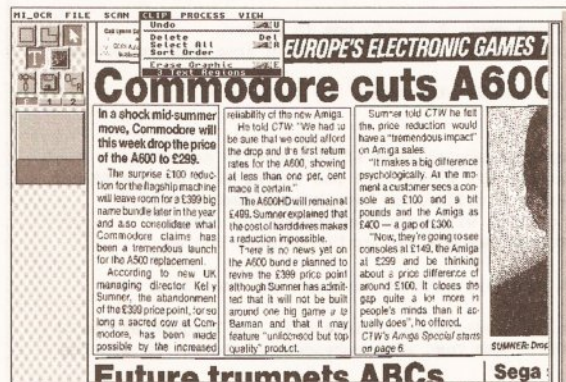 MI_OCR FILE SCAM CLIP PROCESS VIEW
Undo U
Delete Del
Select All R
Sort Order
Erase Graphic E
3 Text Regions
EUROPE'S ELECTRONIC GAMES T
Commodore cuts A600
In a shock mid-summer
move, Commodore will
this week drop the price
of the A600 to £299.
The surprise £100 reduc-
tion for the flagship machine
will leave room for a £399 big
name bundle later in the year
and also consolidate what
Commodore claims has
been a tremendous launch
for the A500 replacement.
According to new UK
managing director Kelly
Sumner, the abandonment
of the £399 price point, for so
long a sacred cow at Com-
modore, has been made
possible by the increased
reliability of the new Amiga.
He told CTW: "We had to
be sure that we could afford
the drop and the first return
rates for the A600, showing
at less than one per, cent
made it certain."
The A600HD will remain at
£499. Sumner explained that
the cost of harddrives makes
a reduction impossible.
There is no news yet on
the A600 bundle planned to
revive the £399 price point
although Sumner has admit-
ted that it will not be built
around one big game a la
Batman and that it may
feature "unlicensed but top
quality" product.
Sumner told CTW he felt
the price reduction would
have a "tremendous impact"
on Amiga sales.
"It makes a big difference
psychologically. At the mo-
ment a customer sees a con-
sole as £100 and a bit
pounds and the Amiga as
£400 — a gap of £300.
"Now, they're going to see
consoles at £149, the Amiga
at £299 and be thinking
about a price difference of
around £100. It closes the
gap quite a lot more in
people's minds than it ac-
tually does", he offered.
CTW's Amiga Special starts
on page 6.
SUMNER: Drop
Future trumpets ABCs
Sega